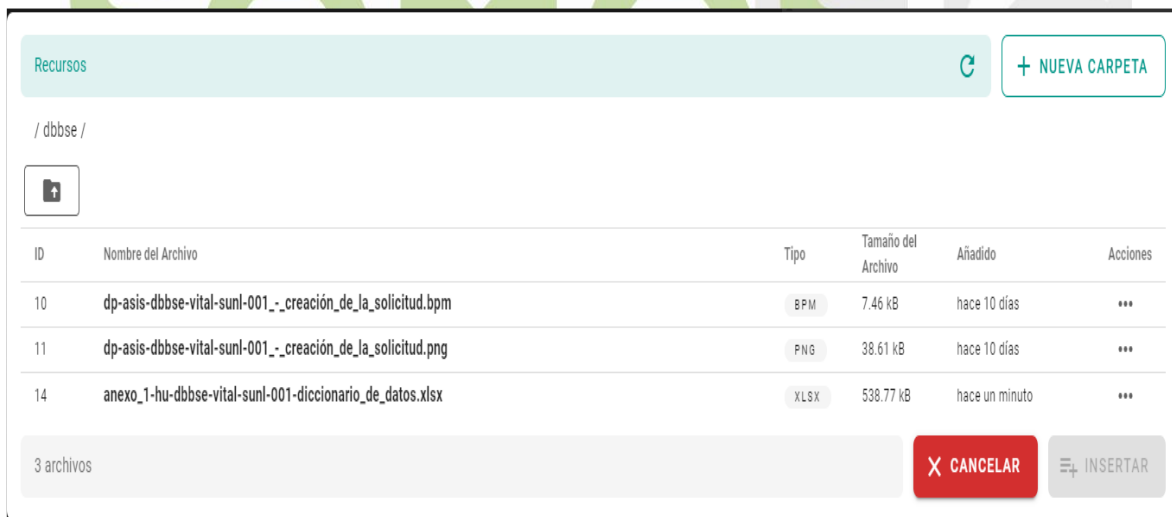 Recursos
+ NUEVA CARPETA
/ dbbse /
ID Nombre del Archivo Tipo Tamaño del Archivo Añadido Acciones
10 dp-asis-dbbse-vital-sunl-001_-_creación_de_la_solicitud.bpm BPM 7.46 kB hace 10 días •••
11 dp-asis-dbbse-vital-sunl-001_-_creación_de_la_solicitud.png PNG 38.61 kB hace 10 días •••
14 anexo_1-hu-dbbse-vital-sunl-001-diccionario_de_datos.xlsx XLSX 538.77 kB hace un minuto •••
3 archivos
CANCELAR
INSERTAR